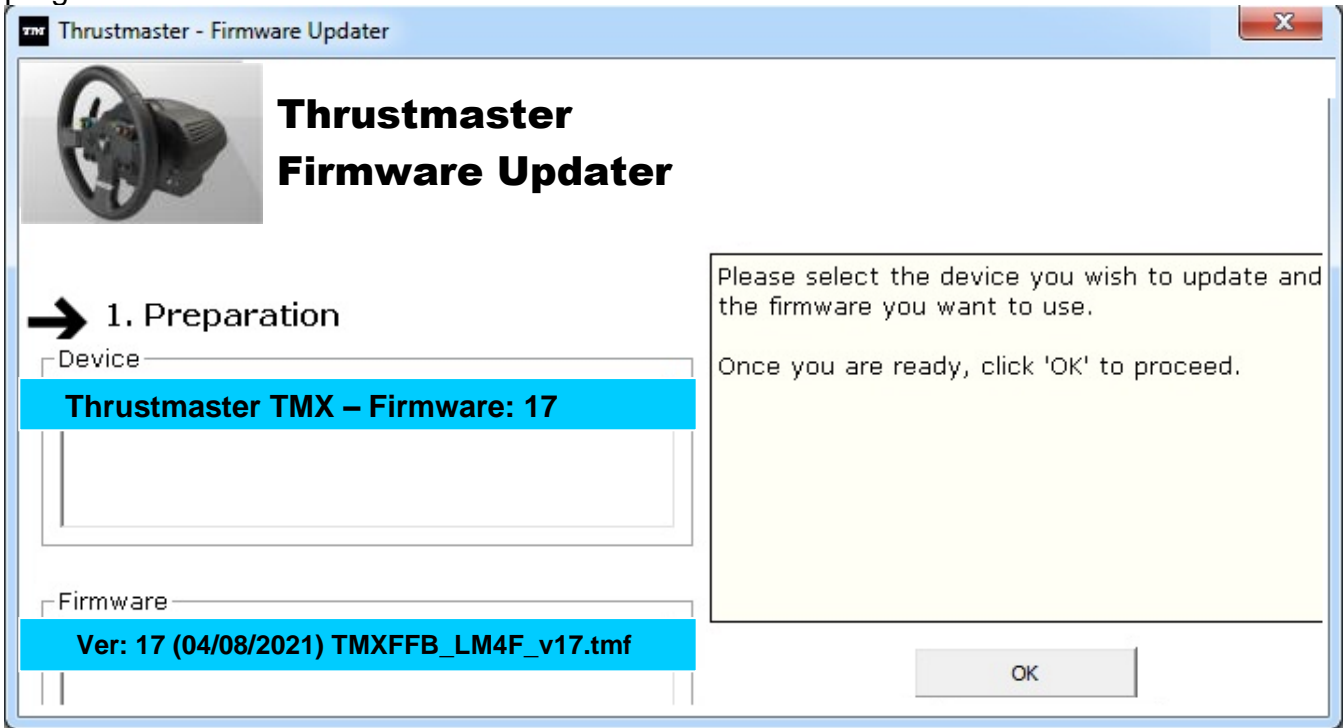 Thrustmaster - Firmware Updater
Thrustmaster
Firmware Updater
1. Preparation
Device
Thrustmaster TMX – Firmware: 17
Firmware
Ver: 17 (04/08/2021) TMXFFB_LM4F_v17.tmf
Please select the device you wish to update and
the firmware you want to use.
Once you are ready, click 'OK' to proceed.
OK